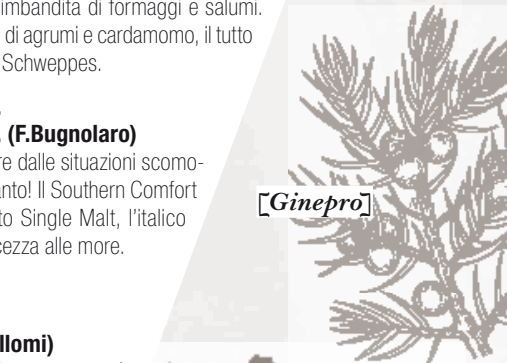 imbandita di formaggi e salumi.
di agrumi e cardamomo, il tutto
Schweppes.
(F.Bugnolaro)
re dalle situazioni scomo-
anto! Il Southern Comfort
to Single Malt, l’italico
cezza alle more.
[Ginepro]
llomi)